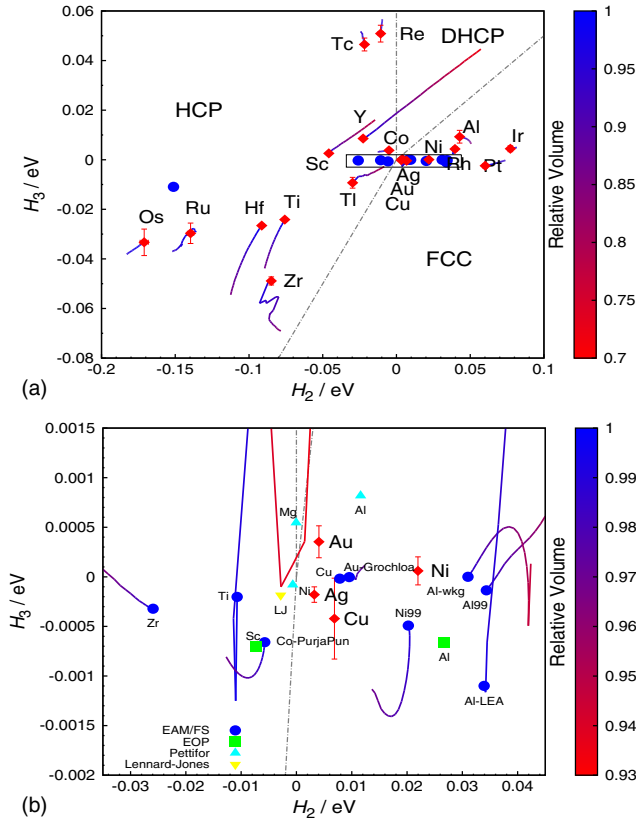 0.06
0.04
0.02
0
-0.02
-0.04
-0.06
-0.08
H3 / eV
-0.2
-0.15
-0.1
-0.05
0
0.05
0.1
H2 / eV
(a)
HCP
DHCP
FCC
Tc
Re
Y
Sc
Co
Al
Ir
Ni
Rh
Pt
Tl
Ag
Au
Cu
Os
Ru
Hf
Ti
Zr
Relative Volume
1
0.95
0.9
0.85
0.8
0.75
0.7
0.0015
0.001
0.0005
0
-0.0005
-0.001
-0.0015
-0.002
H3 / eV
-0.03
-0.02
-0.01
0
0.01
0.02
0.03
0.04
H2 / eV
(b)
Mg
Al
Au
Cu
Au-Grochloa
Ni
Ni
Al-wkg
Al99
LJ
Ag
Cu
Ti
Zr
Sc
Co-PurjaPun
Ni99
Al
Al-LEA
EAM/FS
EOP
Pettifor
Lennard-Jones
Relative Volume
1
0.99
0.98
0.97
0.96
0.95
0.94
0.93